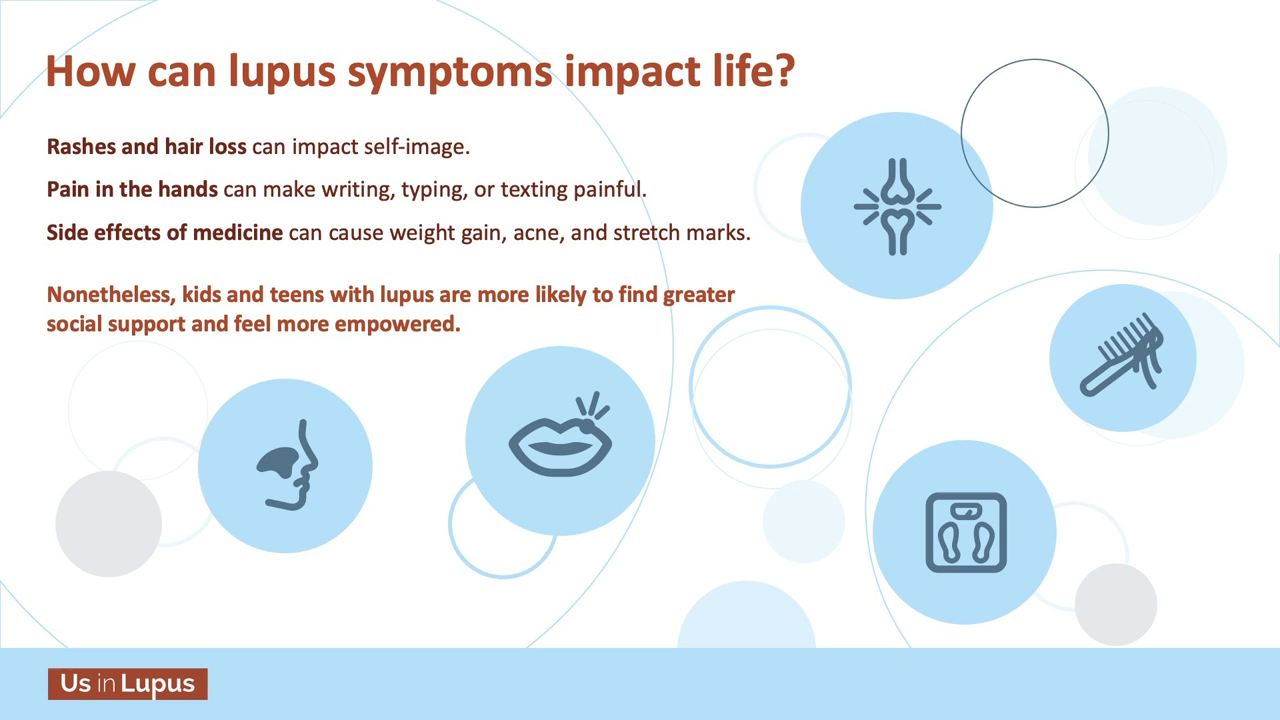 How can lupus symptoms impact life?
Rashes and hair loss can impact self-image.
Pain in the hands can make writing, typing, or texting painful.
Side effects of medicine can cause weight gain, acne, and stretch marks.
Nonetheless, kids and teens with lupus are more likely to find greater
social support and feel more empowered.
Us in Lupus